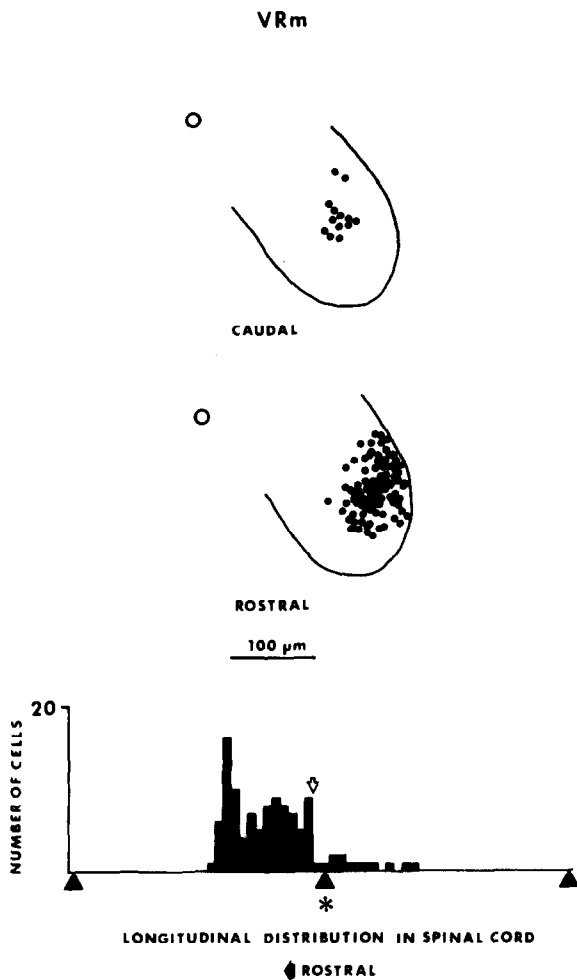 VRm
CAUDAL
ROSTRAL
100 μm
20
NUMBER OF CELLS
*
LONGITUDINAL DISTRIBUTION IN SPINAL CORD
ROSTRAL